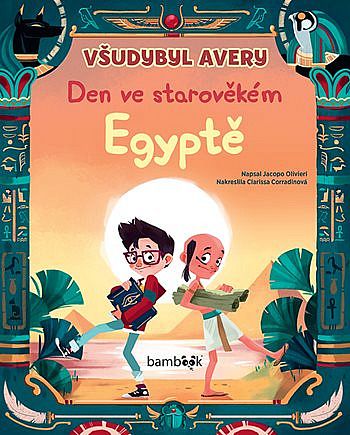 VŠUDYBYL AVERY
Den ve starověkém
Egyptě
Napsal Jacopo Olivieri
Nakreslila Clarissa Corradinová
bambook